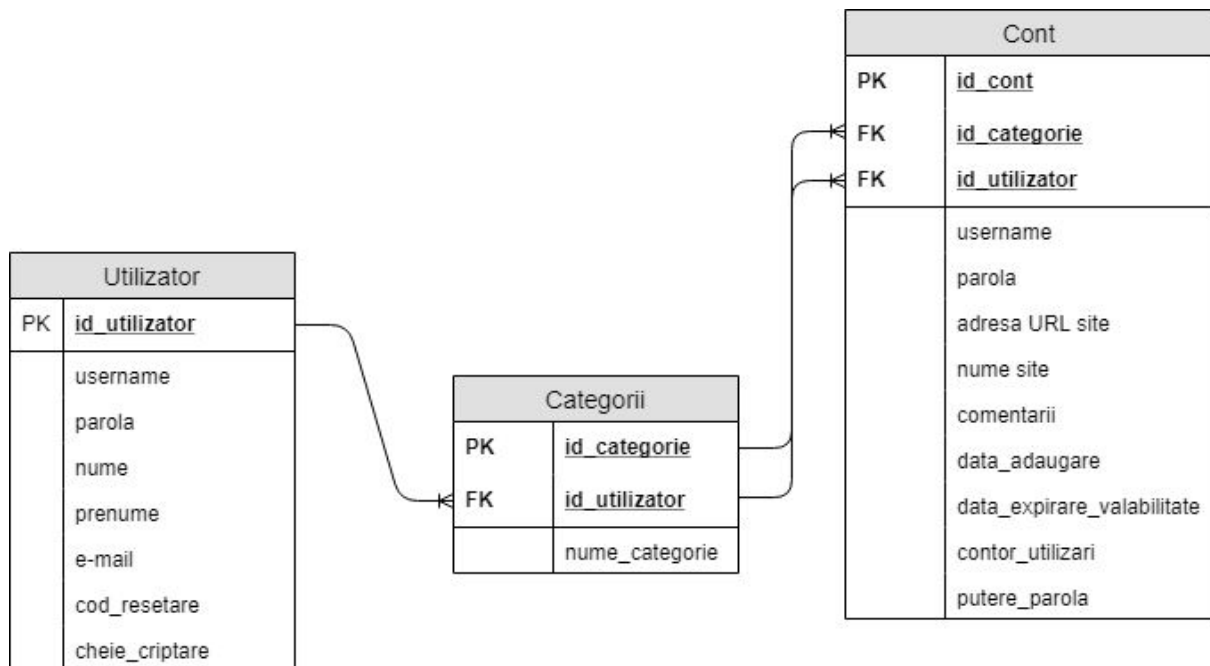 Utilizator
PK id_utilizator
username
parola
nume
prenume
e-mail
cod_resetare
cheie_criptare
Categorii
PK id_categorie
FK id_utilizator
nume_categorie
Cont
PK id_cont
FK id_categorie
FK id_utilizator
username
parola
adresa URL site
nume site
comentarii
data_adaugare
data_expirare_valabilitate
contor_utilizari
putere_parola